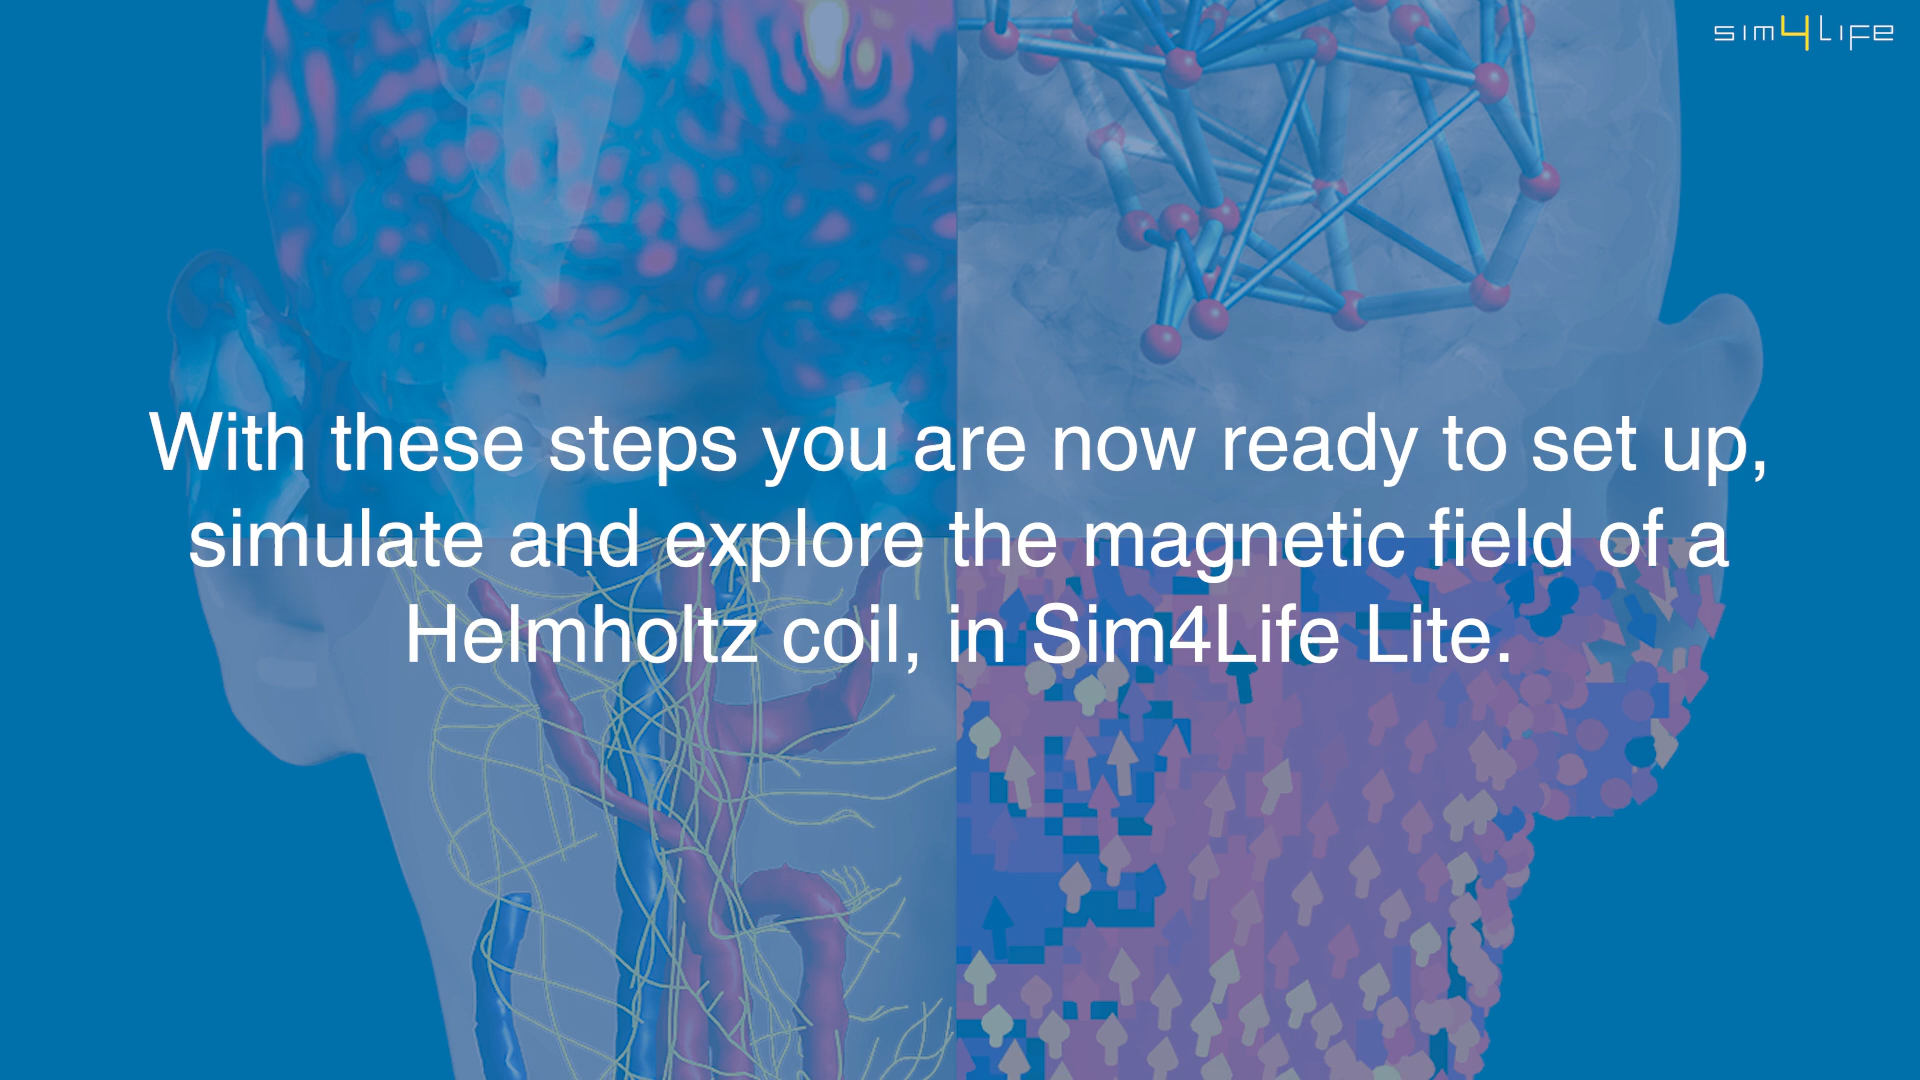 sim4Life
With these steps you are now ready to set up,
simulate and explore the magnetic field of a
Helmholtz coil, in Sim4Life Lite.